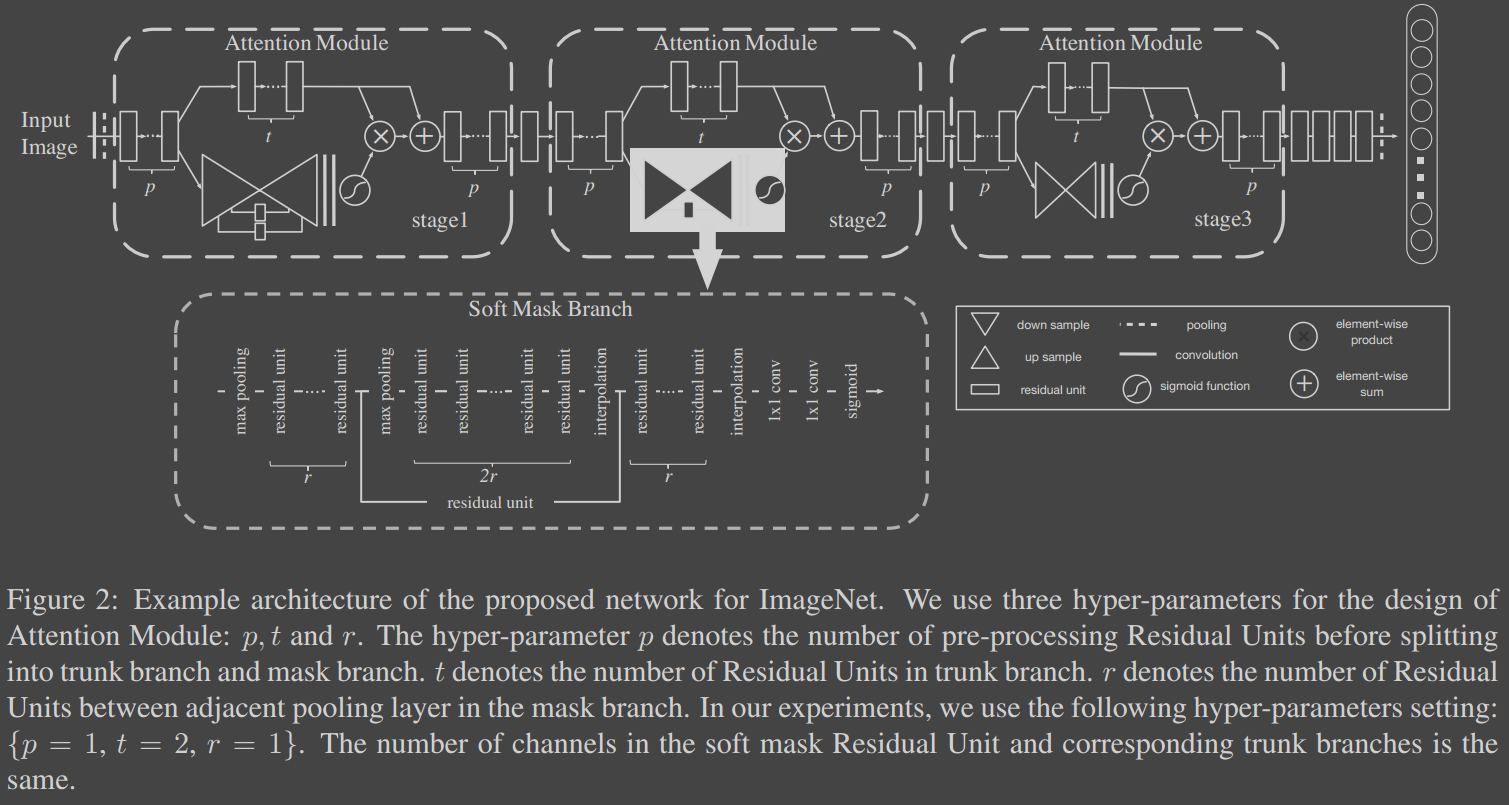 Attention Module
Attention Module
Attention Module
Input
Image
t
t
t
p
p
p
p
p
p
stage1
stage2
stage3
Soft Mask Branch
max pooling
residual unit
residual unit
max pooling
residual unit
residual unit
residual unit
residual unit
interpolation
residual unit
residual unit
interpolation
1x1 conv
1x1 conv
sigmoid
r
2r
r
residual unit
down sample
up sample
residual unit
pooling
convolution
sigmoid function
element-wise
product
element-wise
sum
Figure 2: Example architecture of the proposed network for ImageNet. We use three hyper-parameters for the design of
Attention Module: p, t and r. The hyper-parameter p denotes the number of pre-processing Residual Units before splitting
into trunk branch and mask branch. t denotes the number of Residual Units in trunk branch. r denotes the number of Residual
Units between adjacent pooling layer in the mask branch. In our experiments, we use the following hyper-parameters setting:
{p = 1, t = 2, r = 1}. The number of channels in the soft mask Residual Unit and corresponding trunk branches is the
same.